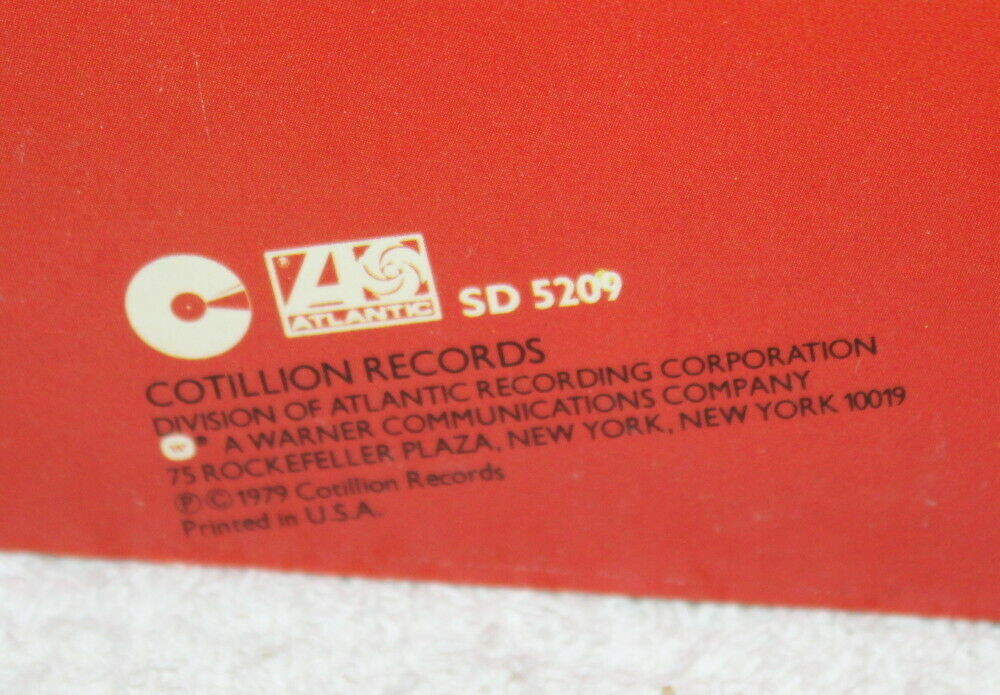 ATLANTIC
SD 5209
COTILLION RECORDS
DIVISION OF ATLANTIC RECORDING CORPORATION
W ® A WARNER COMMUNICATIONS COMPANY
75 ROCKEFELLER PLAZA, NEW YORK, NEW YORK 10019
℗ © 1979 Cotillion Records
Printed in U.S.A.